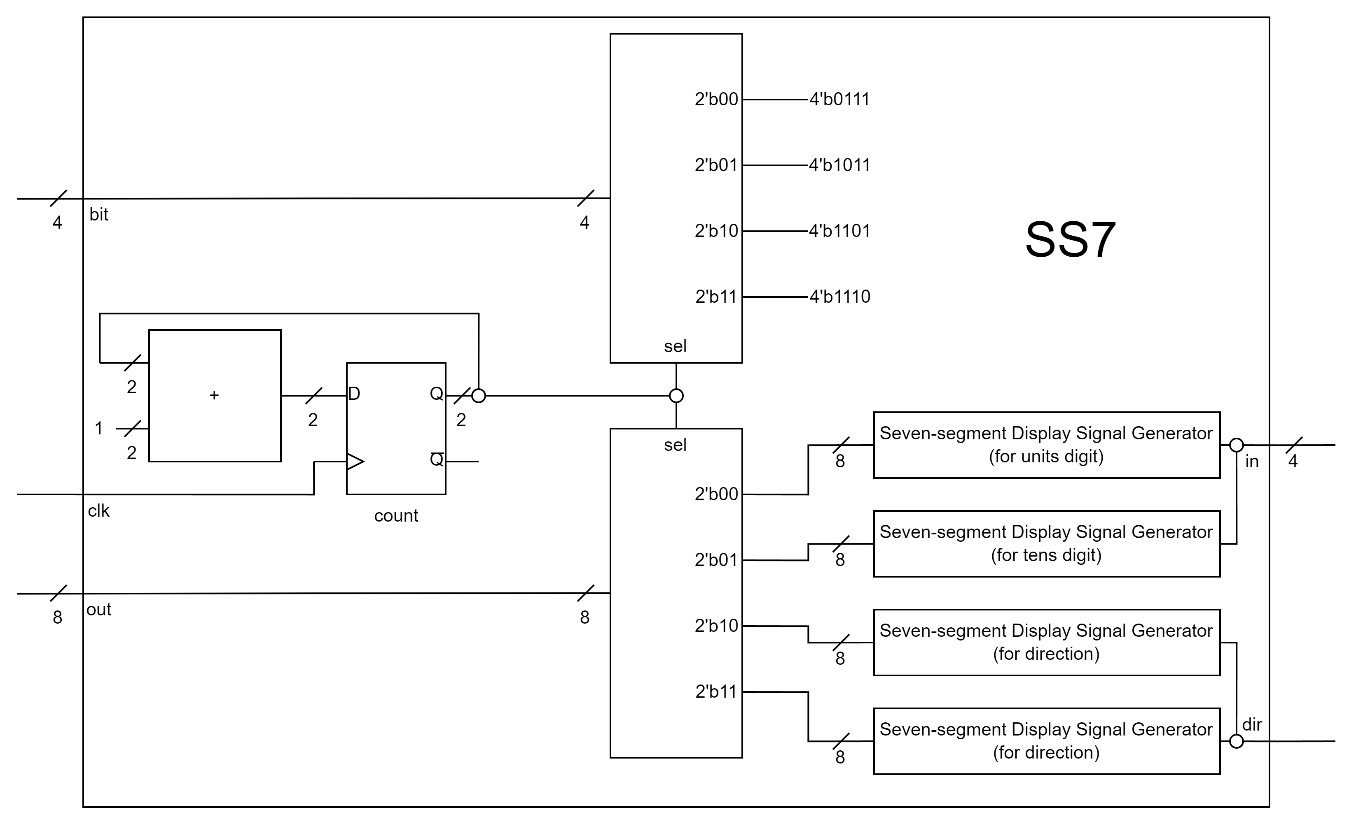 2'b00
4'b0111
2'b01
4'b1011
4
bit
4
SS7
2'b10
4'b1101
2'b11
4'b1110
sel
2
+
D
Q
2
2
1
2
Q̅
clk
count
sel
Seven-segment Display Signal Generator
(for units digit)
8
in
4
2'b00
Seven-segment Display Signal Generator
(for tens digit)
2'b01
8
out
8
8
2'b10
Seven-segment Display Signal Generator
(for direction)
8
2'b11
Seven-segment Display Signal Generator
(for direction)
8
dir